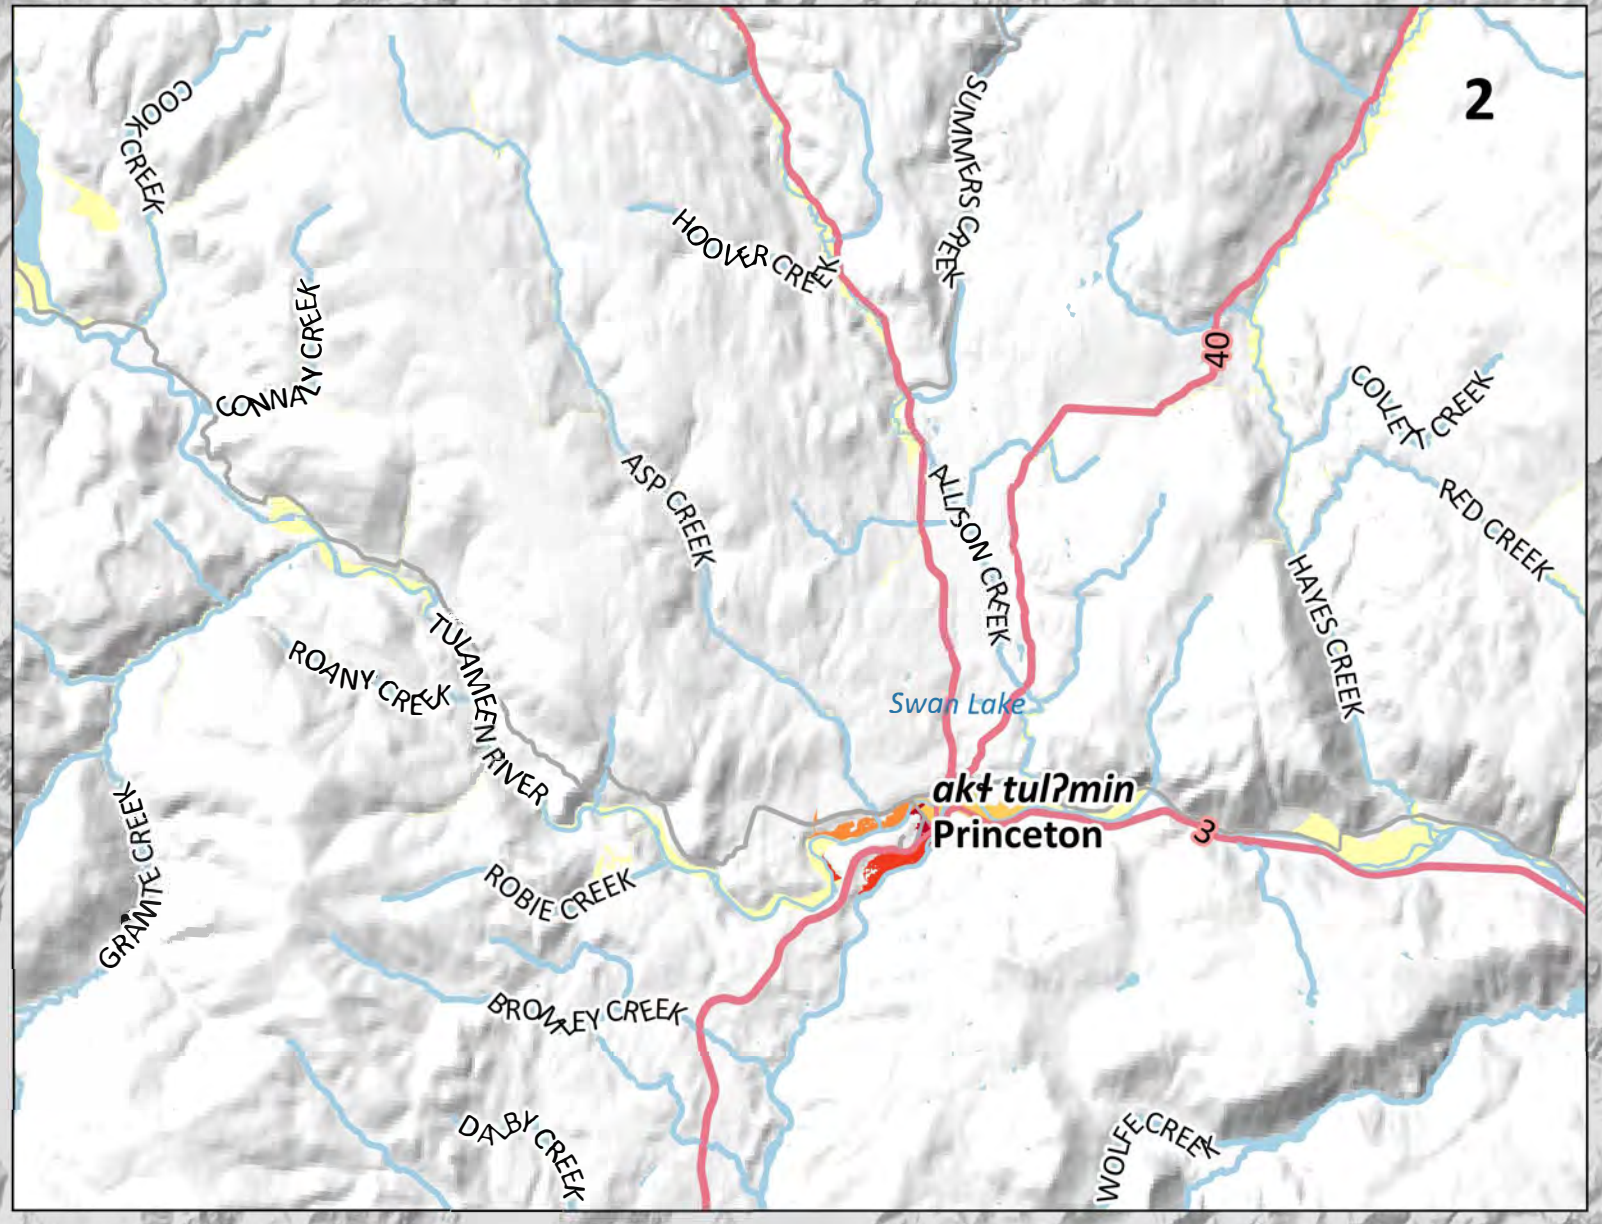 2
COOK CREEK
SUMMERS CREEK
HOOVER CREEK
CONNALY CREEK
40
COVLETT CREEK
ASP CREEK
ALLISON CREEK
RED CREEK
HAYES CREEK
TULAMEEN RIVER
ROANY CREEK
Swan Lake
GRANITE CREEK
akɬ tulʔmin
Princeton
3
ROBIE CREEK
BROMLEY CREEK
DALBY CREEK
WOLFE CREEK